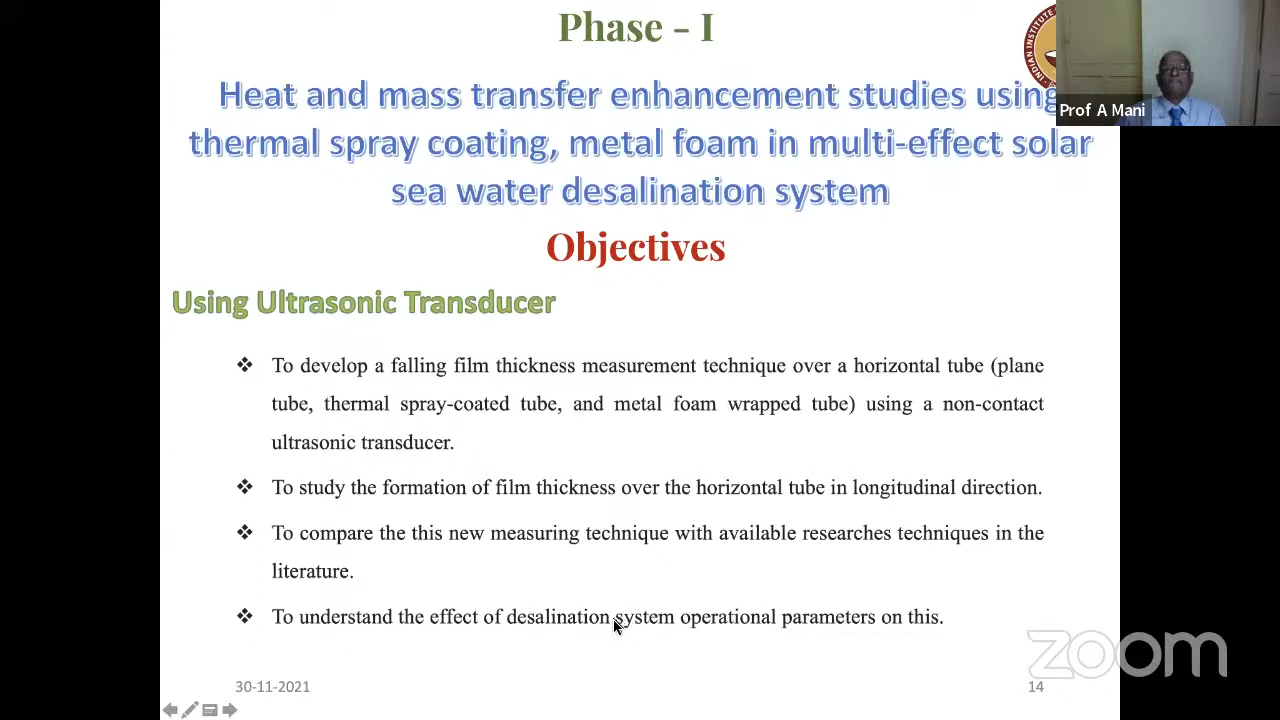 Phase - I
INDIAN INSTITUTE
Prof A Mani
Heat and mass transfer enhancement studies using
thermal spray coating, metal foam in multi-effect solar
sea water desalination system
Objectives
Using Ultrasonic Transducer
❖ To develop a falling film thickness measurement technique over a horizontal tube (plane
tube, thermal spray-coated tube, and metal foam wrapped tube) using a non-contact
ultrasonic transducer.
❖ To study the formation of film thickness over the horizontal tube in longitudinal direction.
❖ To compare the this new measuring technique with available researches techniques in the
literature.
❖ To understand the effect of desalination system operational parameters on this.
zoom
30-11-2021
14